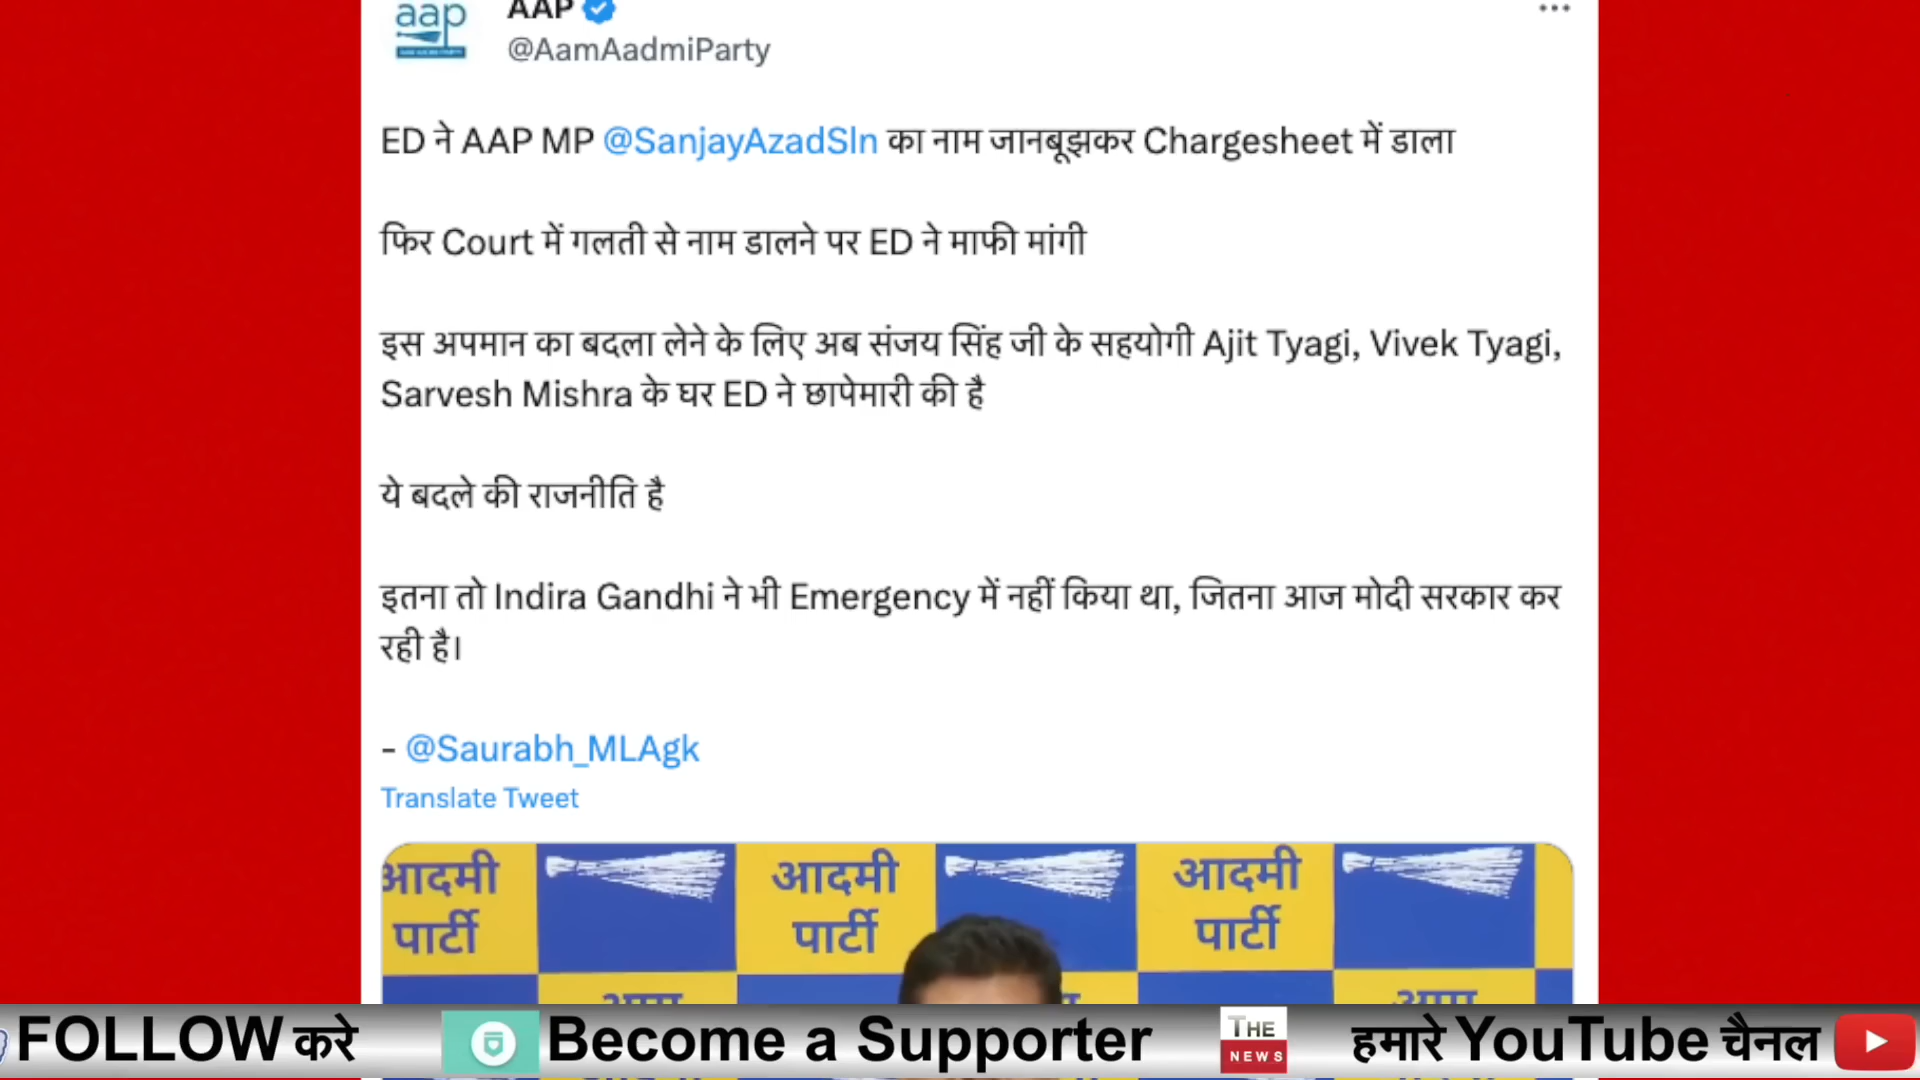 aap
AAP
@AamAadmiParty
ED ने AAP MP @SanjayAzadSln का नाम जानबूझकर Chargesheet में डाला
फिर Court में गलती से नाम डालने पर ED ने माफी मांगी
इस अपमान का बदला लेने के लिए अब संजय सिंह जी के सहयोगी Ajit Tyagi, Vivek Tyagi,
Sarvesh Mishra के घर ED ने छापेमारी की है
ये बदले की राजनीति है
इतना तो Indira Gandhi ने भी Emergency में नहीं किया था, जितना आज मोदी सरकार कर
रही है।
- @Saurabh_MLAgk
Translate Tweet
आदमी आदमी आदमी
पार्टी पार्टी पार्टी
FOLLOW करे Become a Supporter THE NEWS हमारे YouTube चैनल